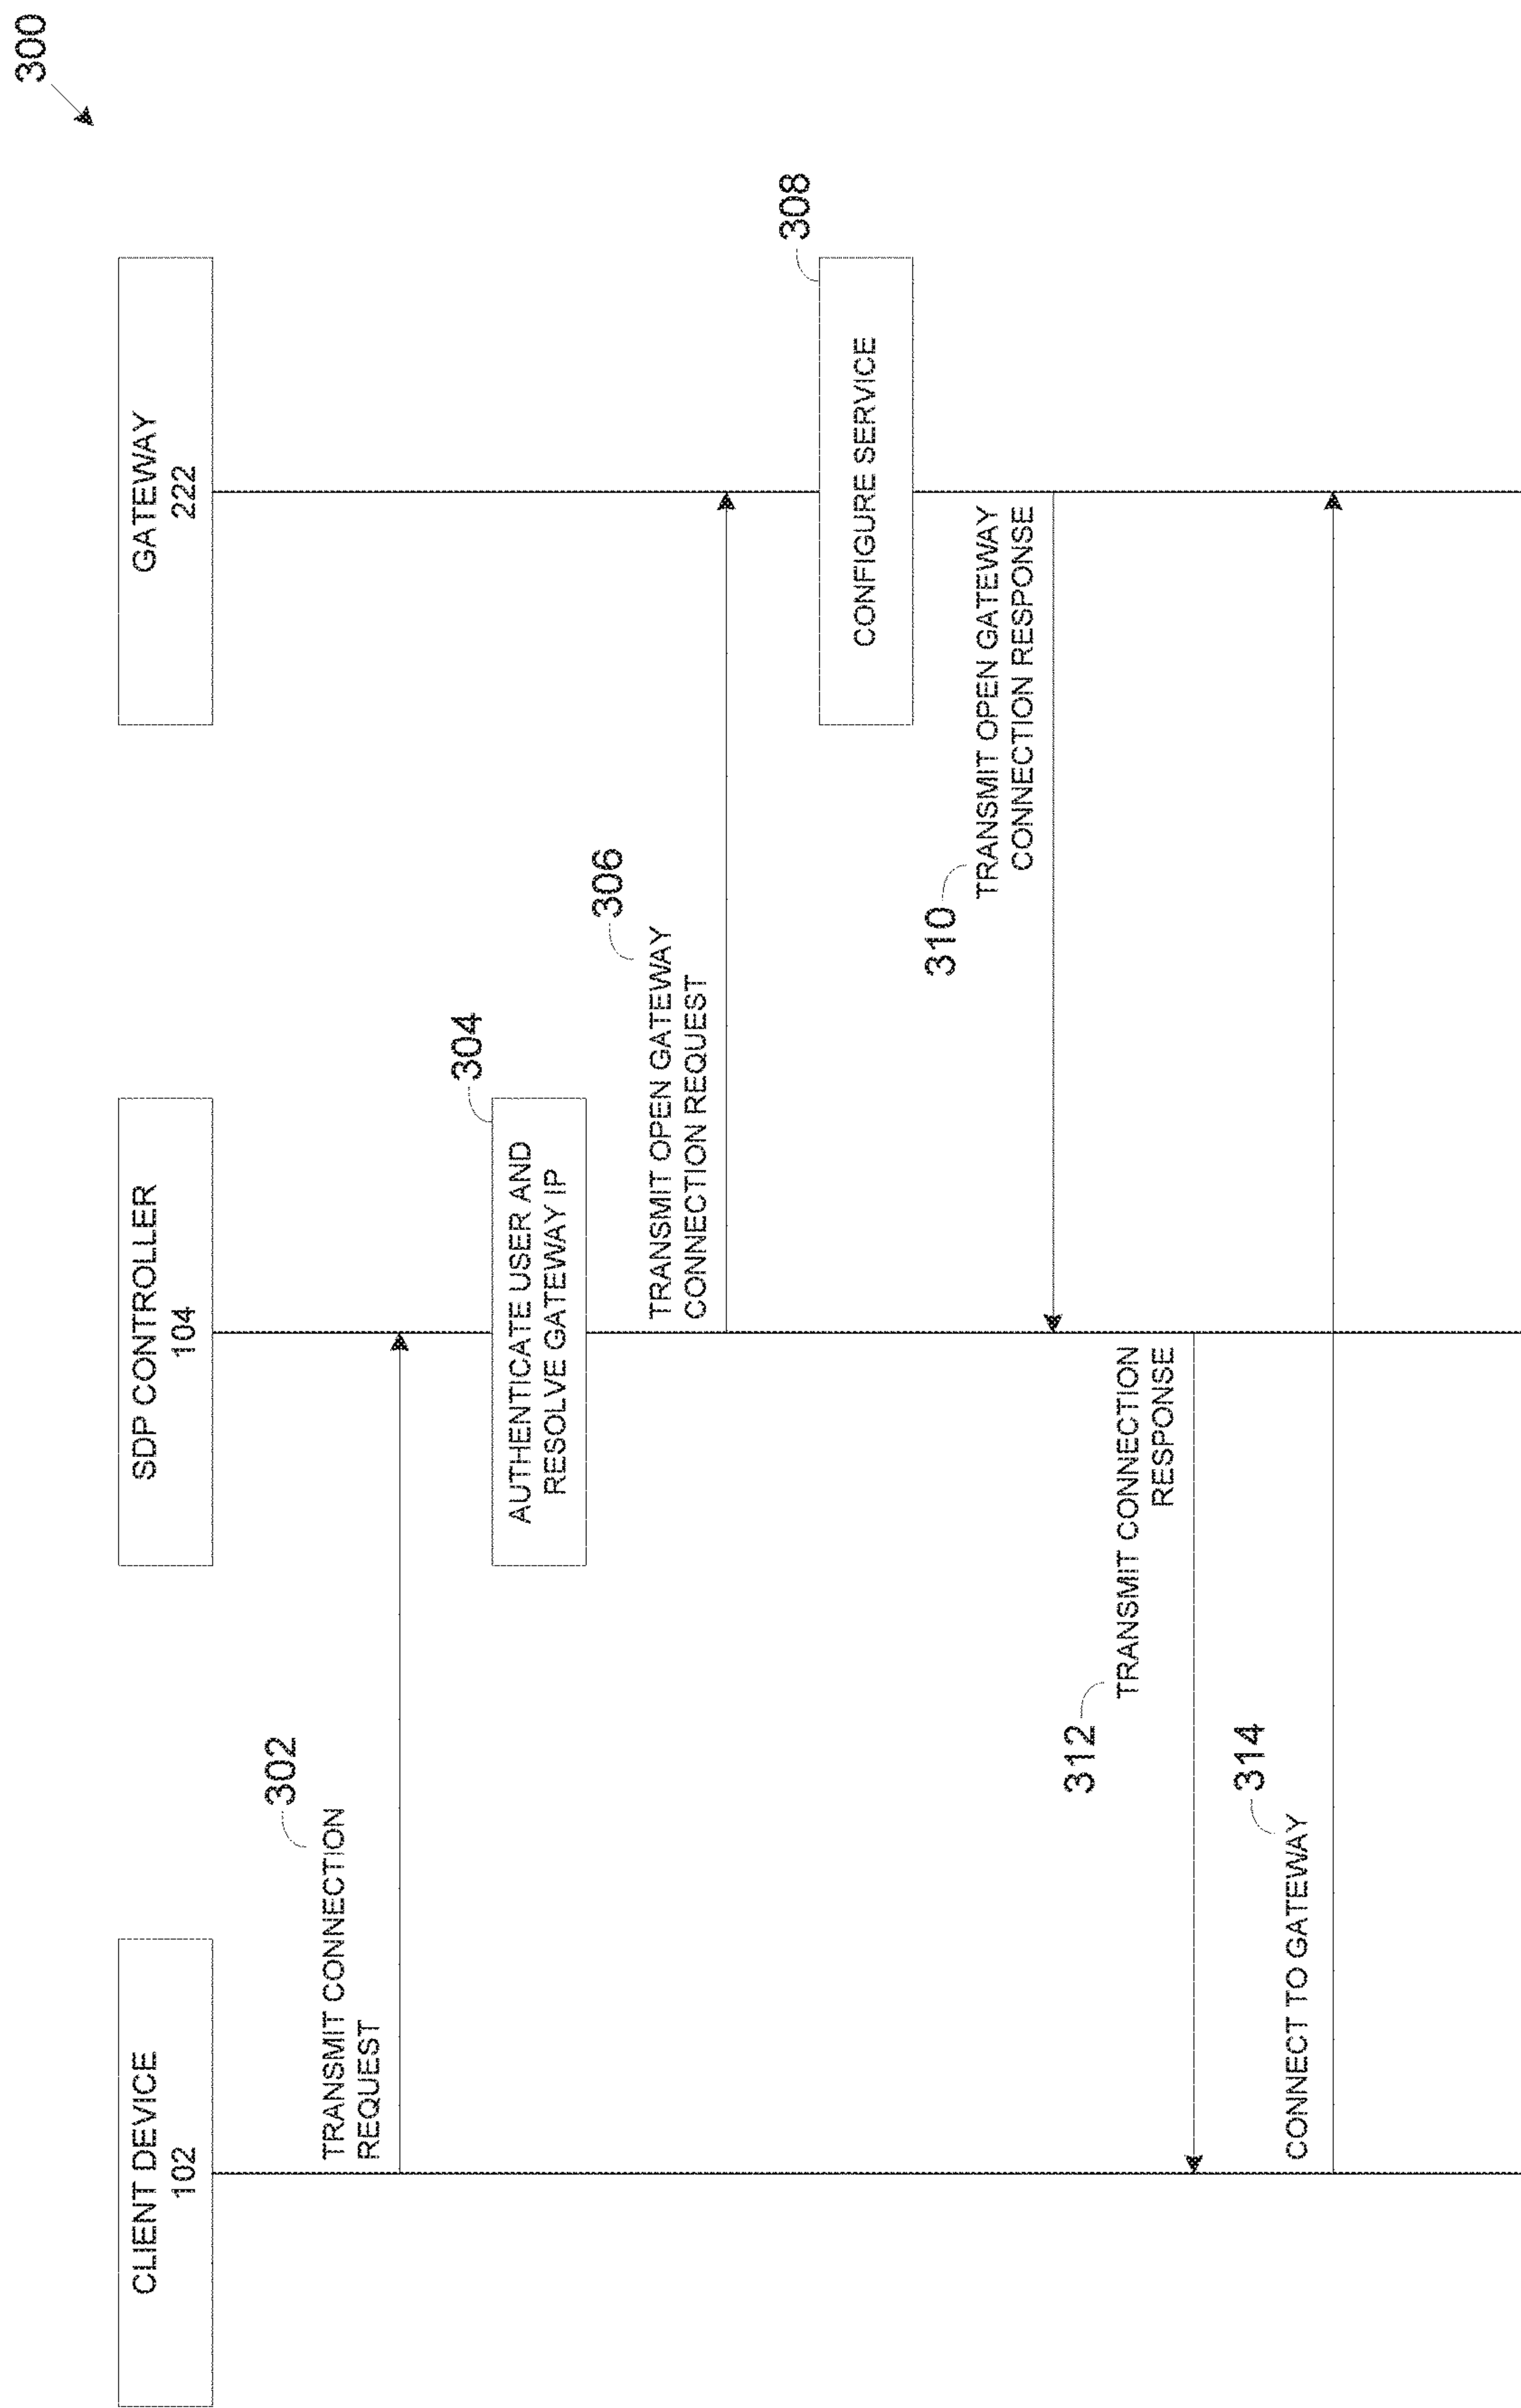 300
CLIENT DEVICE
102
SDP CONTROLLER
104
GATEWAY
222
302
TRANSMIT CONNECTION
REQUEST
304
AUTHENTICATE USER AND
RESOLVE GATEWAY IP
306
TRANSMIT OPEN GATEWAY
CONNECTION REQUEST
308
CONFIGURE SERVICE
310
TRANSMIT OPEN GATEWAY
CONNECTION RESPONSE
312
TRANSMIT CONNECTION
RESPONSE
314
CONNECT TO GATEWAY